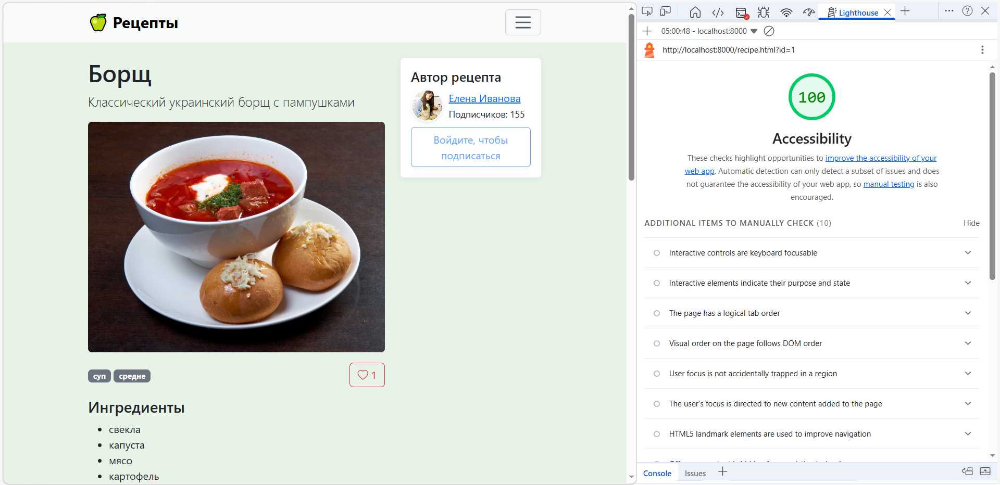 Рецепты
Борщ
Классический украинский борщ с пампушками
Автор рецепта
Елена Иванова
Подписчиков: 155
Войдите, чтобы
подписаться
суп
средне
1
Ингредиенты
свекла
капуста
мясо
картофель
Lighthouse
05:00:48 - localhost:8000
http://localhost:8000/recipe.html?id=1
100
Accessibility
These checks highlight opportunities to improve the accessibility of your
web app. Automatic detection can only detect a subset of issues and does
not guarantee the accessibility of your web app, so manual testing is also
encouraged.
ADDITIONAL ITEMS TO MANUALLY CHECK (10)
Hide
Interactive controls are keyboard focusable
Interactive elements indicate their purpose and state
The page has a logical tab order
Visual order on the page follows DOM order
User focus is not accidentally trapped in a region
The user's focus is directed to new content added to the page
HTML5 landmark elements are used to improve navigation
Console
Issues